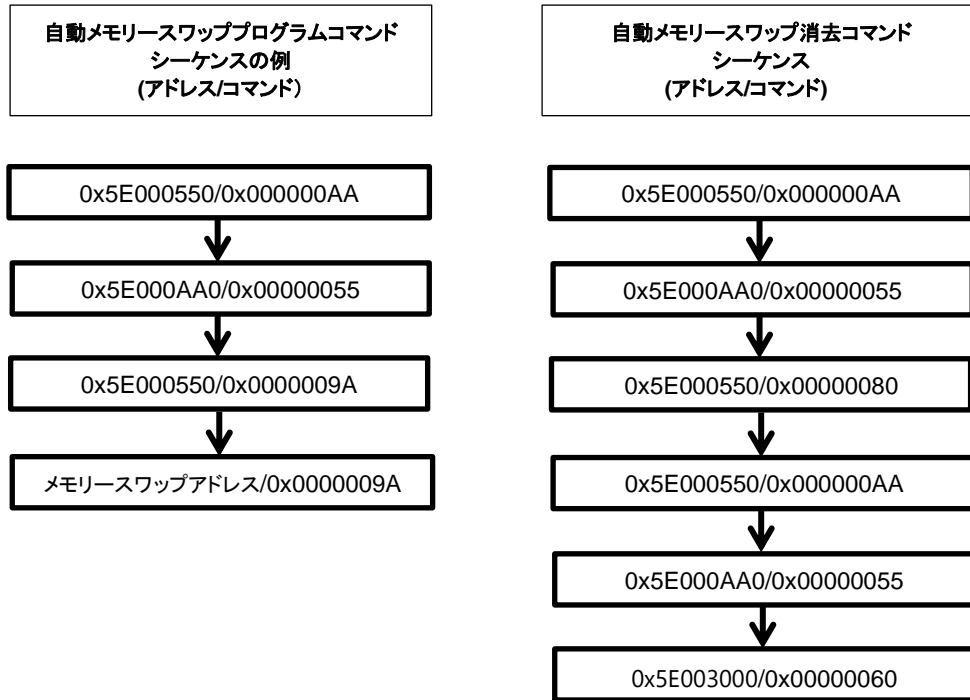 自動メモリースワッププログラムコマンド
シーケンスの例
(アドレス/コマンド）
0x5E000550/0x000000AA
0x5E000AA0/0x00000055
0x5E000550/0x0000009A
メモリースワップアドレス/0x0000009A
自動メモリースワップ消去コマンド
シーケンス
(アドレス/コマンド)
0x5E000550/0x000000AA
0x5E000AA0/0x00000055
0x5E000550/0x00000080
0x5E000550/0x000000AA
0x5E000AA0/0x00000055
0x5E003000/0x00000060